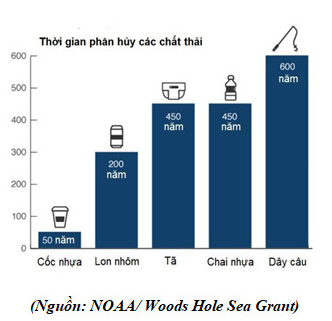 Thời gian phân hủy các chất thải
600
500
400
300
200
100
0
50 năm
200
năm
450
năm
450
năm
600
năm
Cốc nhựa
Lon nhôm
Tã
Chai nhựa
Dây câu
(Nguồn: NOAA/ Woods Hole Sea Grant)